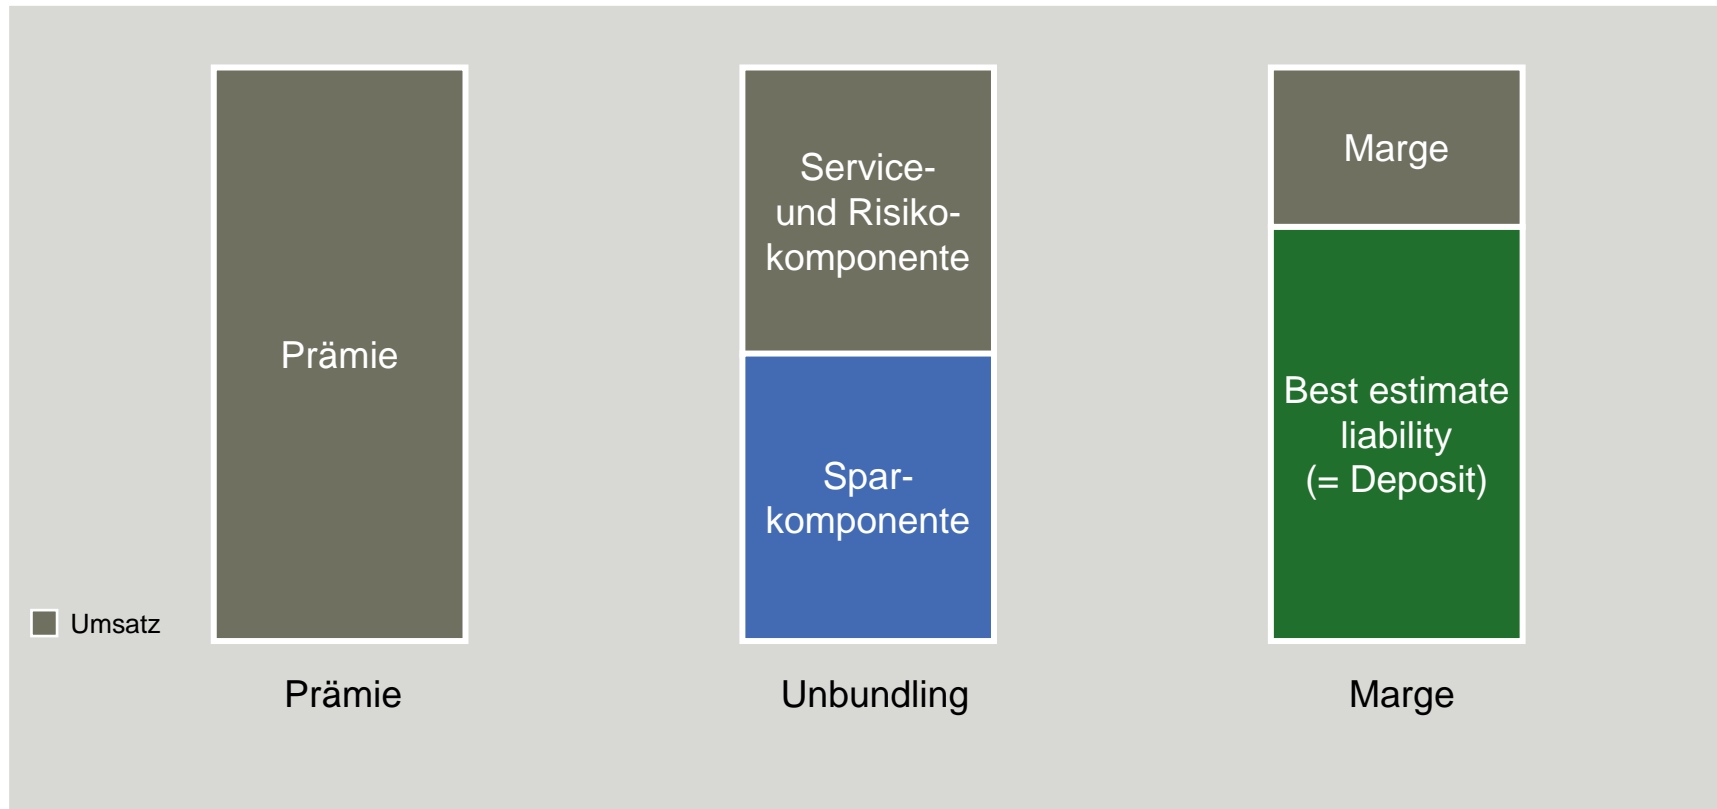 Prämie
Service-
und Risiko-
komponente
Spar-
komponente
Marge
Best estimate
liability
(= Deposit)
Umsatz
Prämie
Unbundling
Marge